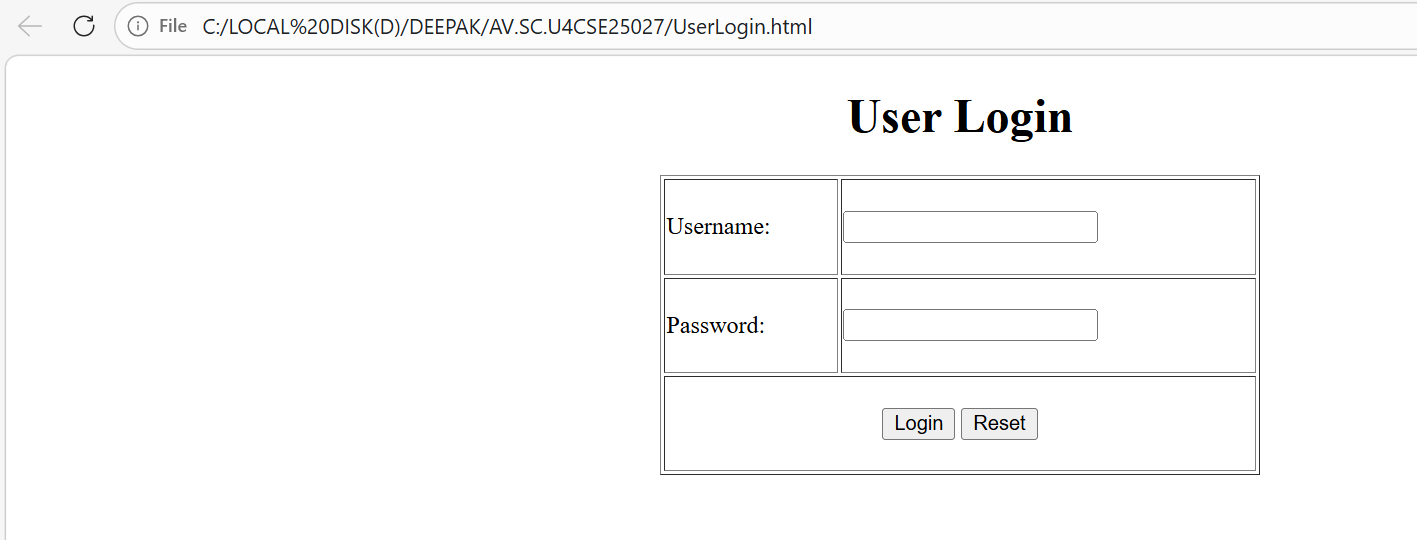 File C:/LOCAL%20DISK(D)/DEEPAK/AV.SC.U4CSE25027/UserLogin.html
User Login
Username:
Password:
Login Reset